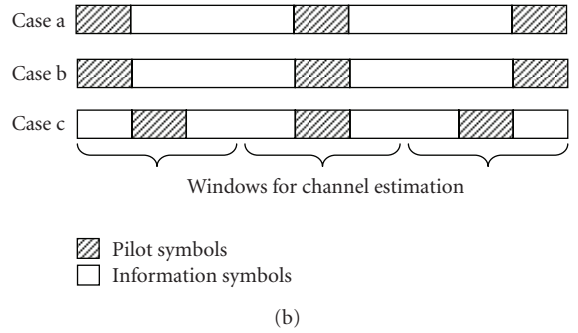 Case a
Case b
Case c
Windows for channel estimation
Pilot symbols
Information symbols
(b)